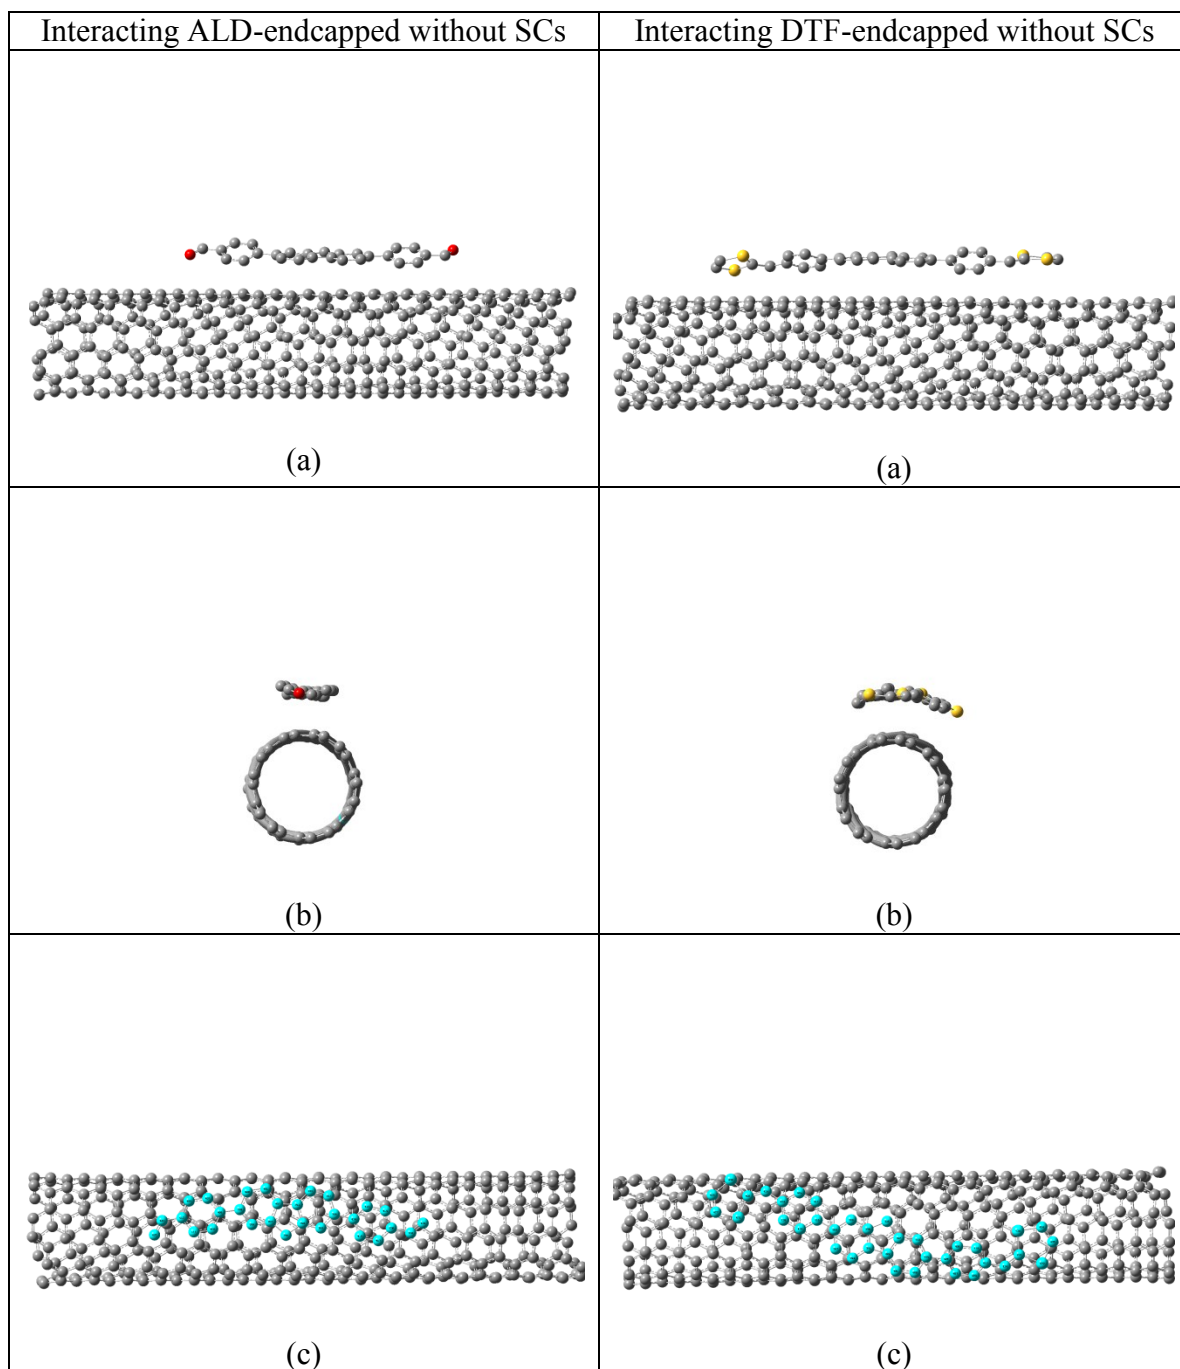 Interacting ALD-endcapped without SCs
Interacting DTF-endcapped without SCs
(a)
(a)
(b)
(b)
(c)
(c)